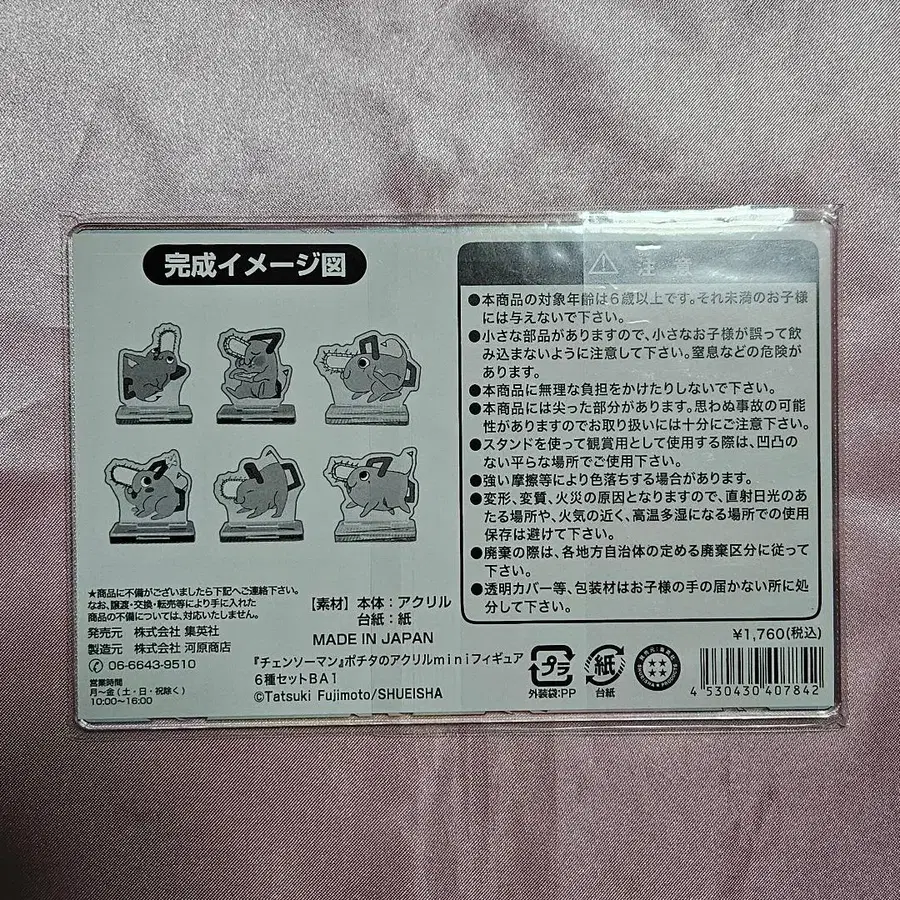 完成イメージ図
注意
●本商品の対象年齢は6歳以上です。それ未満のお子様
には与えないで下さい。
●小さな部品がありますので、小さなお子様が誤って飲
み込まないように注意して下さい。窒息などの危険が
あります。
●本商品に無理な負担をかけたりしないで下さい。
●本商品には尖った部分があります。思わぬ事故の可能
性がありますのでお取り扱いには十分にご注意下さい。
●スタンドを使って観賞用として使用する際は、凹凸の
ない平らな場所でご使用下さい。
●強い摩擦等により色落ちする場合があります。
●変形、変質、火災の原因となりますので、直射日光のあ
たる場所や、火気の近く、高温多湿になる場所での使用
保存は避けて下さい。
●廃棄の際は、各地方自治体の定める廃棄区分に従って
下さい。
●透明カバー等、包装材はお子様の手の届かない所に処
分して下さい。
★商品に不備がございましたら下記へご連絡下さい。
なお、譲渡・交換・転売等により手に入れた
商品の不備については、対応いたしません。
発売元 株式会社 集英社
製造元 株式会社 河原商店
✆ 06-6643-9510
営業時間
月～金(土・日・祝除く)
10:00～16:00
【素材】本体:アクリル
台紙:紙
MADE IN JAPAN
『チェンソーマン』ポチタのアクリルminiフィギュア
6種セットBA1
©Tatsuki Fujimoto/SHUEISHA
プラ
外装袋:PP
紙
台紙
¥1,760(税込)
4 530430 407842